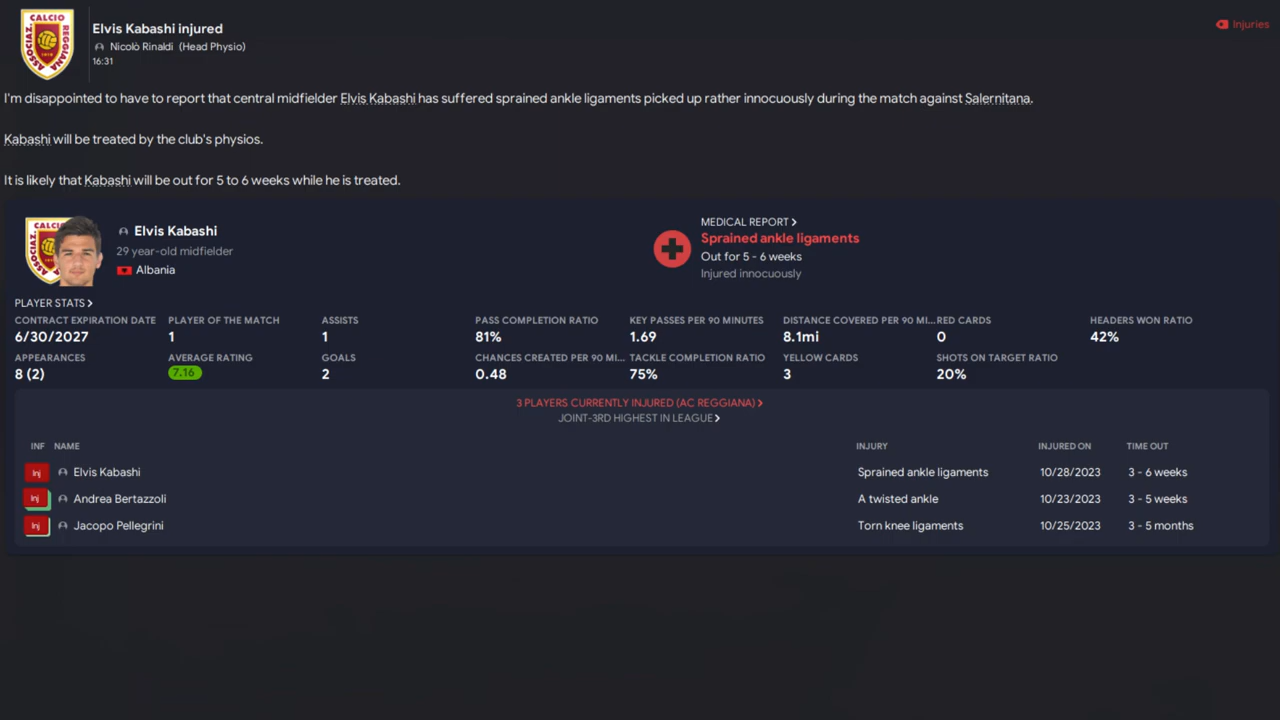 Elvis Kabashi injured
Nicolò Rinaldi (Head Physio)
16:31
Injuries
I'm disappointed to have to report that central midfielder Elvis Kabashi has suffered sprained ankle ligaments picked up rather innocuously during the match against Salernitana.
Kabashi will be treated by the club's physios.
It is likely that Kabashi will be out for 5 to 6 weeks while he is treated.
Elvis Kabashi
29 year-old midfielder
Albania
MEDICAL REPORT
Sprained ankle ligaments
Out for 5 - 6 weeks
Injured innocuously
PLAYER STATS
CONTRACT EXPIRATION DATE PLAYER OF THE MATCH ASSISTS PASS COMPLETION RATIO KEY PASSES PER 90 MINUTES DISTANCE COVERED PER 90 MI... RED CARDS HEADERS WON RATIO
6/30/2027 1 1 81% 1.69 8.1mi 0 42%
APPEARANCES AVERAGE RATING GOALS CHANCES CREATED PER 90 MI... TACKLE COMPLETION RATIO YELLOW CARDS SHOTS ON TARGET RATIO
8 (2) 7.16 2 0.48 75% 3 20%
3 PLAYERS CURRENTLY INJURED (AC REGGIANA)
JOINT-3RD HIGHEST IN LEAGUE
INF NAME INJURY INJURED ON TIME OUT
Inj Elvis Kabashi Sprained ankle ligaments 10/28/2023 3 - 6 weeks
Inj Andrea Bertazzoli A twisted ankle 10/23/2023 3 - 5 weeks
Inj Jacopo Pellegrini Torn knee ligaments 10/25/2023 3 - 5 months